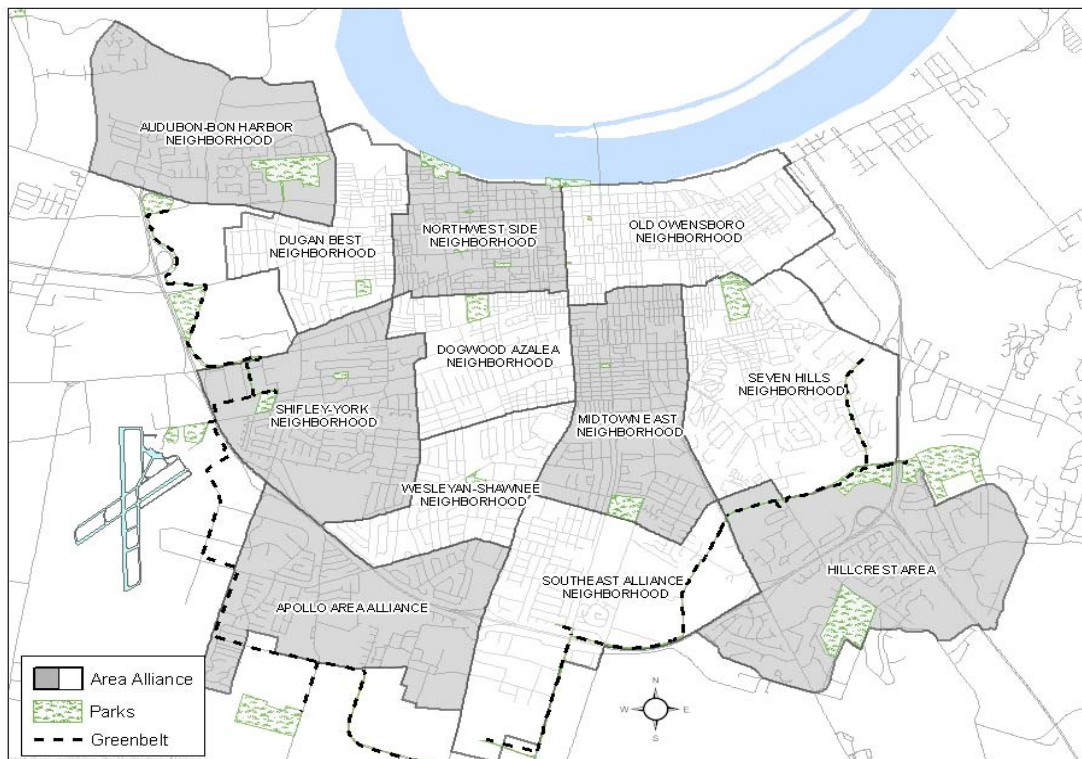 AUDUBON-BON HARBOR
NEIGHBORHOOD
DUGAN BEST
NEIGHBORHOOD
NORTHWEST SIDE
NEIGHBORHOOD
OLD OWENSBORO
NEIGHBORHOOD
DOGWOOD AZALEA
NEIGHBORHOOD
SEVEN HILLS
NEIGHBORHOOD
SHIFLEY-YORK
NEIGHBORHOOD
MIDTOWN EAST
NEIGHBORHOOD
WESLEYAN-SHAWNEE
NEIGHBORHOOD
HILLCREST AREA
SOUTHEAST ALLIANCE
NEIGHBORHOOD
APOLLO AREA ALLIANCE
Area Alliance
Parks
Greenbelt
N
W E
S